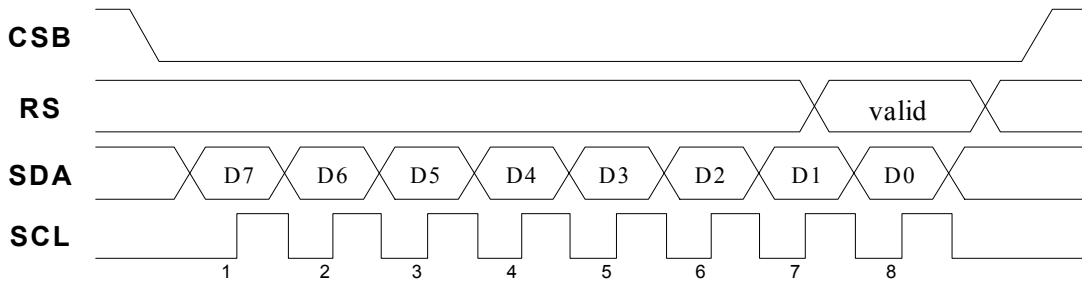 CSB
RS valid
SDA D7 D6 D5 D4 D3 D2 D1 D0
SCL
1 2 3 4 5 6 7 8